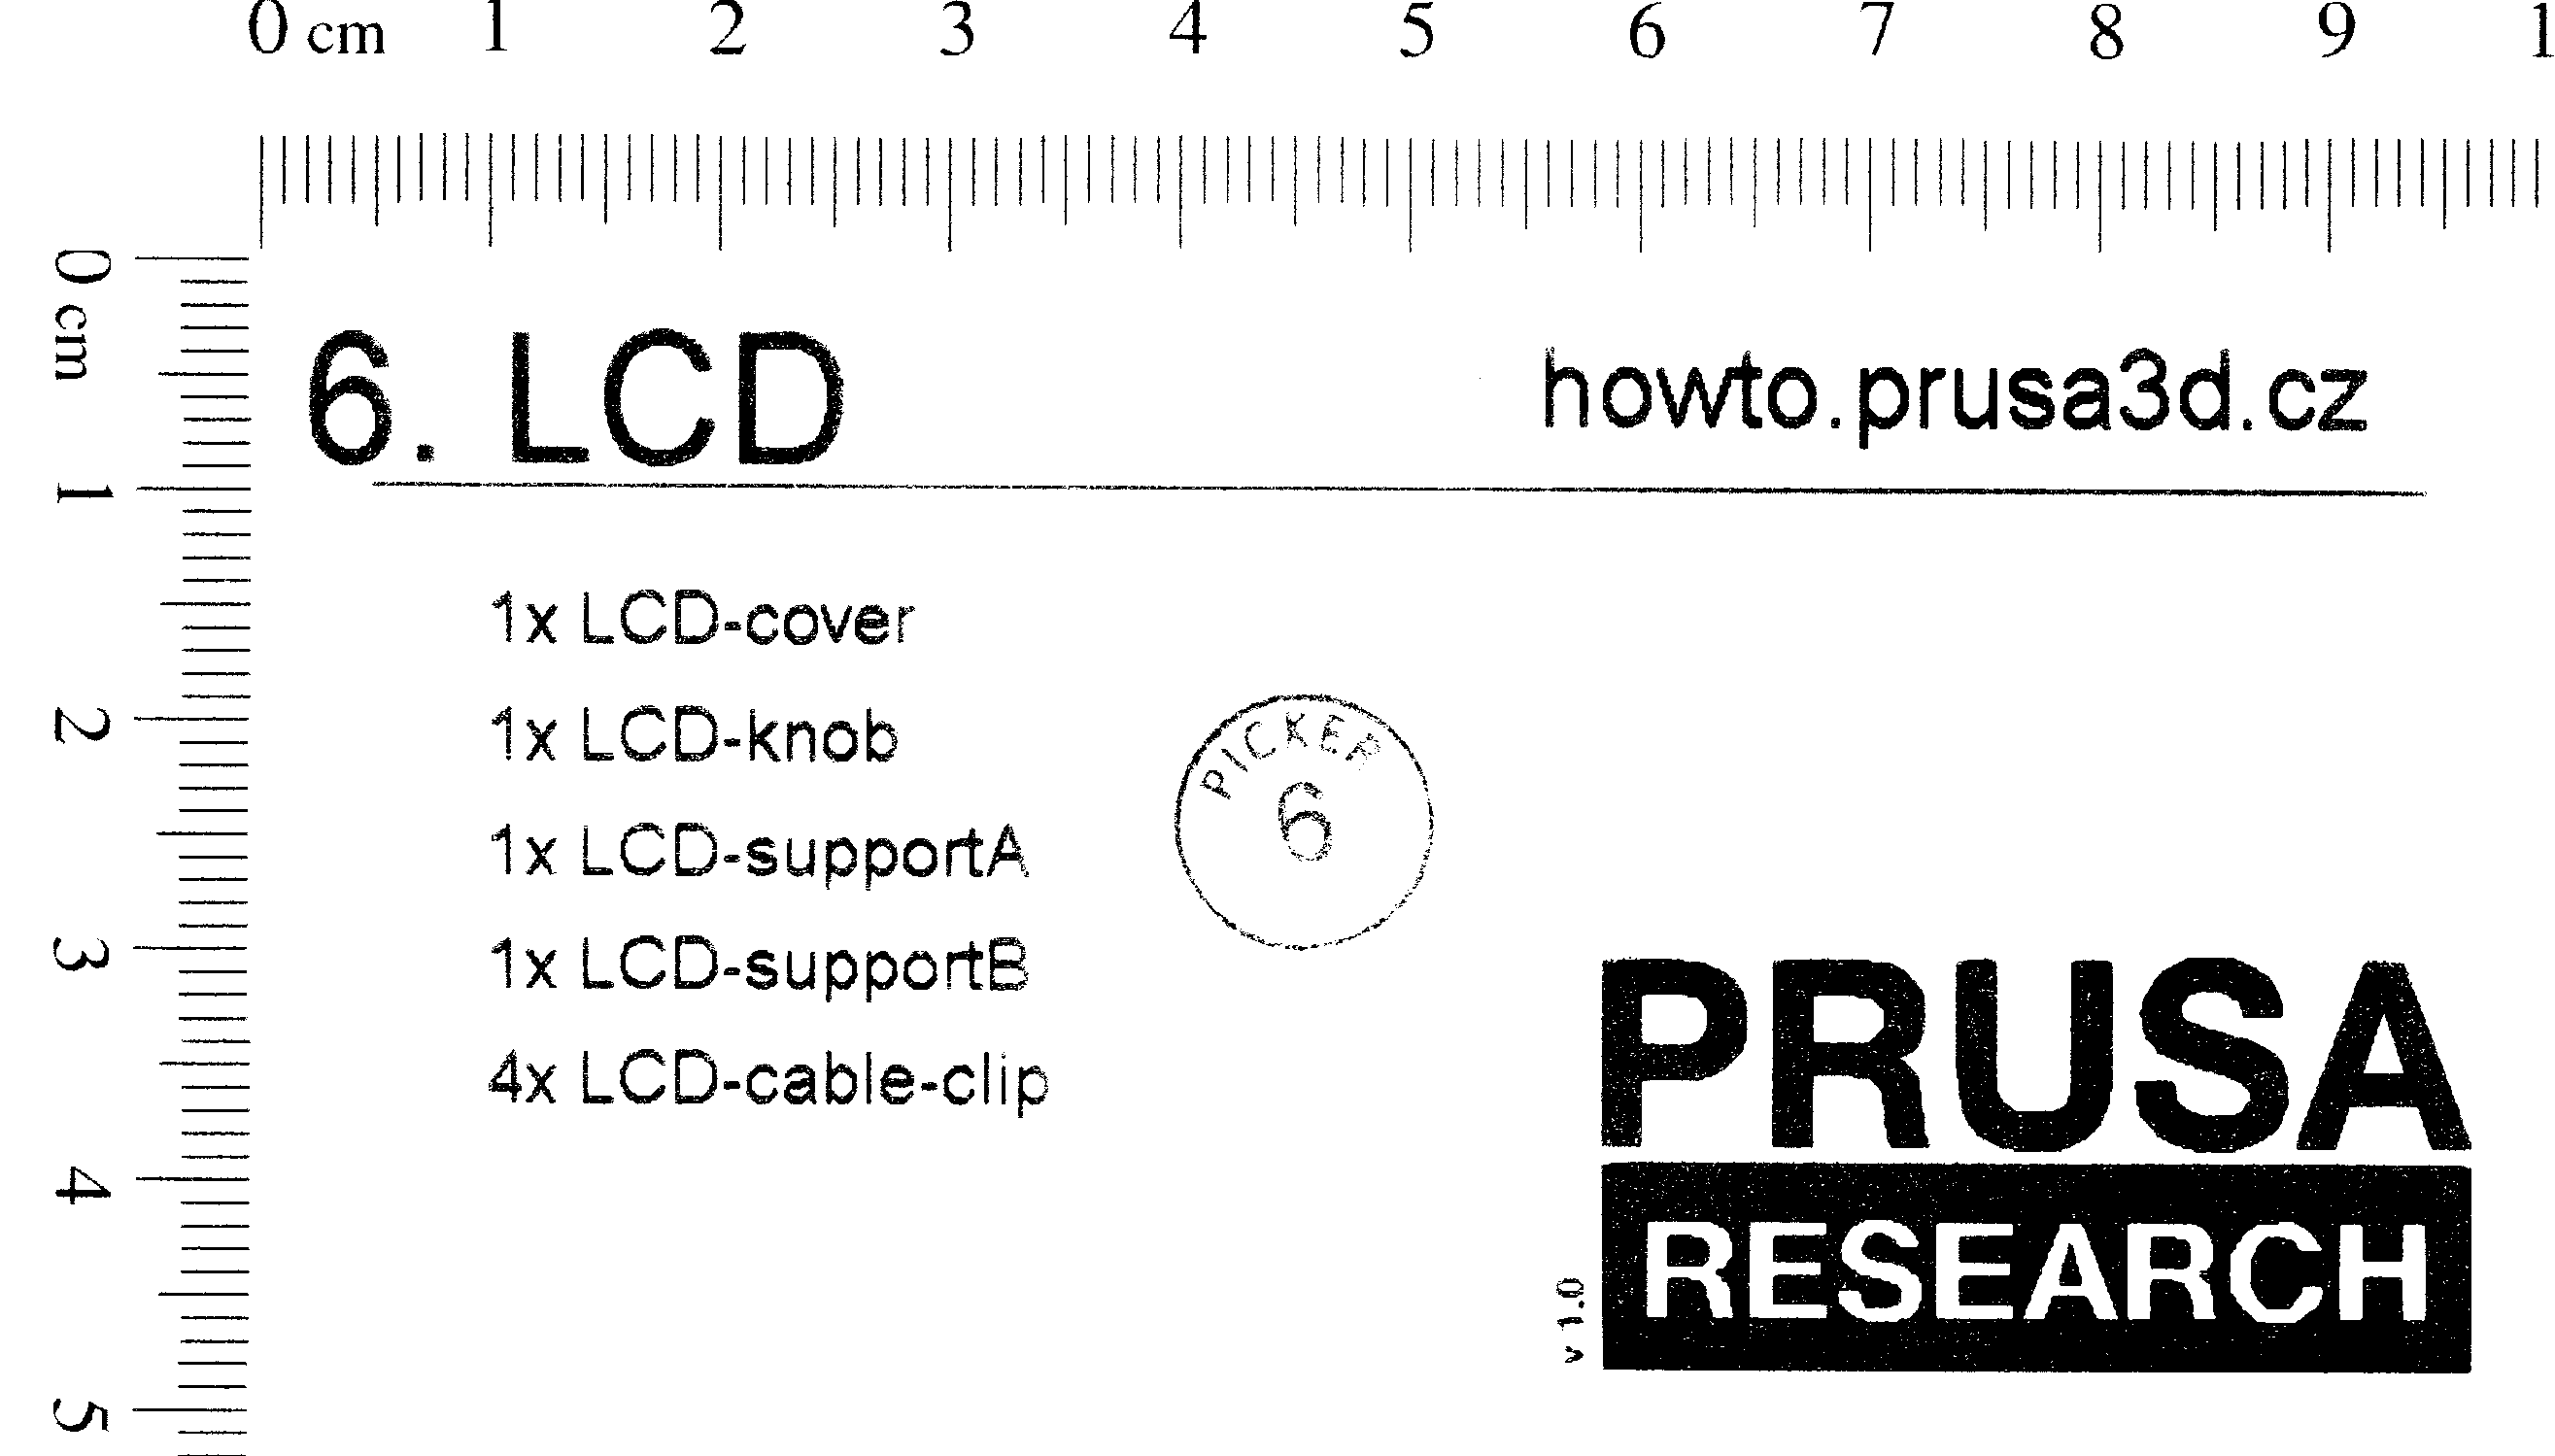 0 cm 1 2 3 4 5 6 7 8 9 1
0 cm 1 2 3 4 5
6. LCD howto.prusa3d.cz
1x LCD-cover
1x LCD-knob
1x LCD-supportA
1x LCD-supportB
4x LCD-cable-clip
PICKER
6
PRUSA
RESEARCH
v 1.0